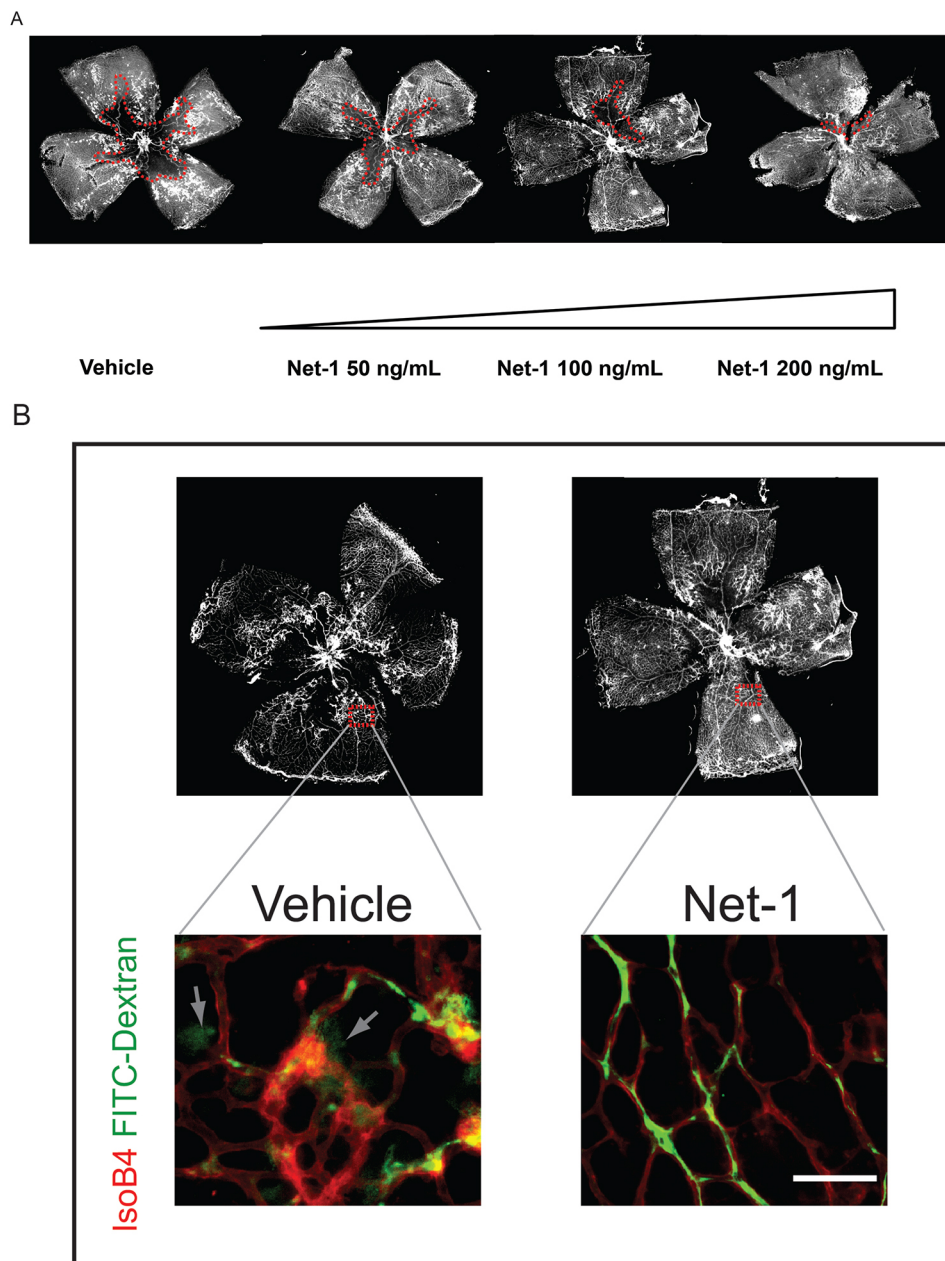 A
Vehicle
Net-1 50 ng/mL
Net-1 100 ng/mL
Net-1 200 ng/mL
B
Vehicle
Net-1
IsoB4 FITC-Dextran